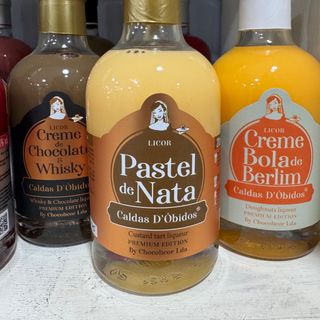 LICOR
Creme
de
Chocolate
&
Whisky
Caldas D'Óbidos
Whisky & Chocolate liqueur
PREMIUM EDITION
By Chocolicor Lda
LICOR
Pastel
de Nata
Caldas D'Óbidos®
Custard tart liqueur
PREMIUM EDITION
By Chocolicor Lda
LICOR
Creme
Bola de
Berlim
Caldas D'Óbidos®
Doughnuts liqueur
PREMIUM EDITION
By Chocolicor Lda